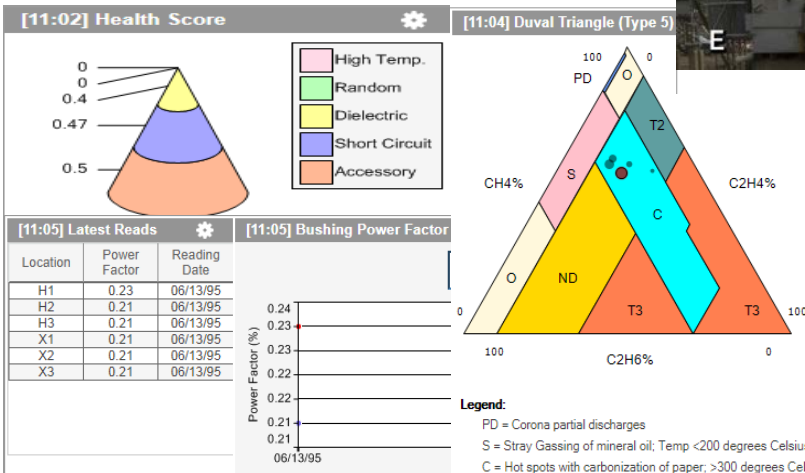 [11:02] Health Score
0
0
0.4
0.47
0.5
High Temp.
Random
Dielectric
Short Circuit
Accessory
[11:04] Duval Triangle (Type 5)
E
100
0
PD
O
T2
CH4%
S
C2H4%
C
O
ND
T3
T3
0
100
100
0
C2H6%
Legend:
PD = Corona partial discharges
S = Stray Gassing of mineral oil; Temp <200 degrees Celsius
C = Hot spots with carbonization of paper; >300 degrees Cel
[11:05] Latest Reads
Location Power Factor Reading Date
H1 0.23 06/13/95
H2 0.21 06/13/95
H3 0.21 06/13/95
X1 0.21 06/13/95
X2 0.21 06/13/95
X3 0.21 06/13/95
[11:05] Bushing Power Factor
Power Factor (%)
0.24
0.23
0.23
0.22
0.22
0.21
0.21
06/13/95